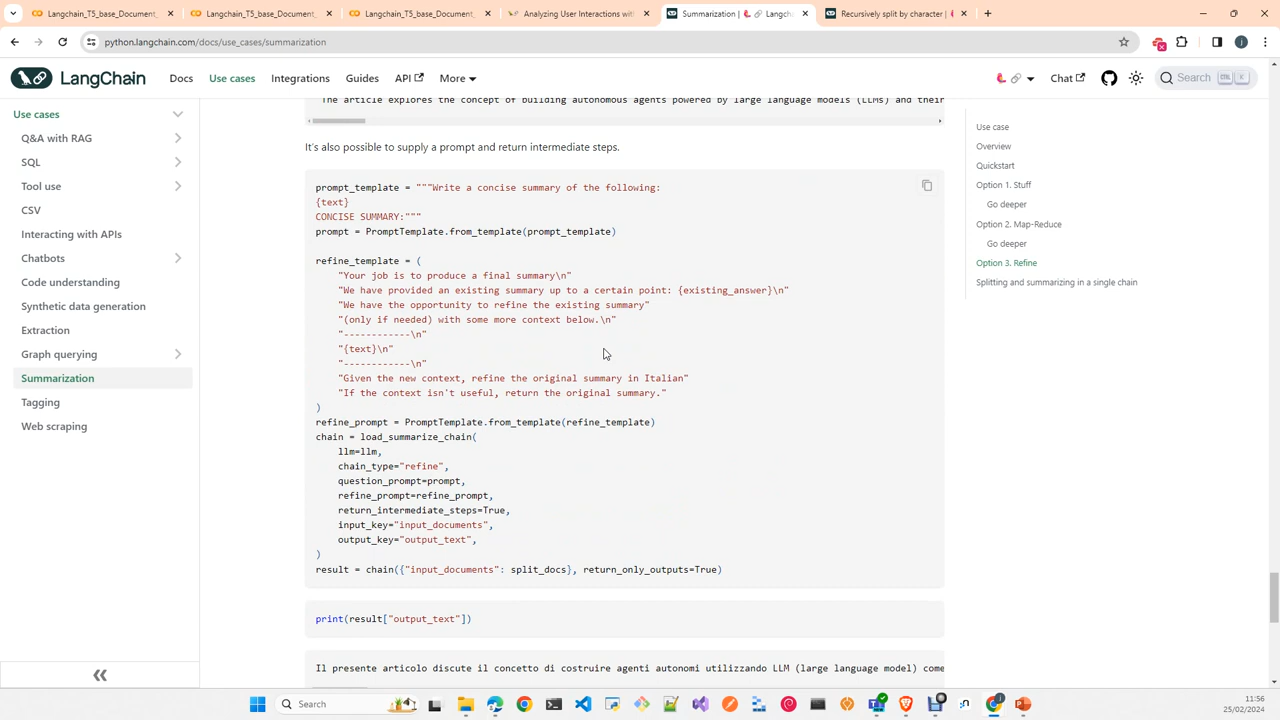 Langchain_T5_base_Document_
Langchain_T5_base_Document_
Langchain_T5_base_Document_
Analyzing User Interactions with
Summarization | 🦜️🔗 Langch
Recursively split by character |
python.langchain.com/docs/use_cases/summarization
LangChain
Docs
Use cases
Integrations
Guides
API
More
Chat
Search
Use cases
Q&A with RAG
SQL
Tool use
CSV
Interacting with APIs
Chatbots
Code understanding
Synthetic data generation
Extraction
Graph querying
Summarization
Tagging
Web scraping
The article explores the concept of building autonomous agents powered by large language models (LLMs) and their
It's also possible to supply a prompt and return intermediate steps.
prompt_template = """Write a concise summary of the following:
{text}
CONCISE SUMMARY:"""
prompt = PromptTemplate.from_template(prompt_template)
refine_template = (
"Your job is to produce a final summary\n"
"We have provided an existing summary up to a certain point: {existing_answer}\n"
"We have the opportunity to refine the existing summary"
"(only if needed) with some more context below.\n"
"------------\n"
"{text}\n"
"------------\n"
"Given the new context, refine the original summary in Italian"
"If the context isn't useful, return the original summary."
)
refine_prompt = PromptTemplate.from_template(refine_template)
chain = load_summarize_chain(
llm=llm,
chain_type="refine",
question_prompt=prompt,
refine_prompt=refine_prompt,
return_intermediate_steps=True,
input_key="input_documents",
output_key="output_text",
)
result = chain({"input_documents": split_docs}, return_only_outputs=True)
print(result["output_text"])
Il presente articolo discute il concetto di costruire agenti autonomi utilizzando LLM (large language model) come
Use case
Overview
Quickstart
Option 1. Stuff
Go deeper
Option 2. Map-Reduce
Go deeper
Option 3. Refine
Splitting and summarizing in a single chain
Search
11:56
25/02/2024